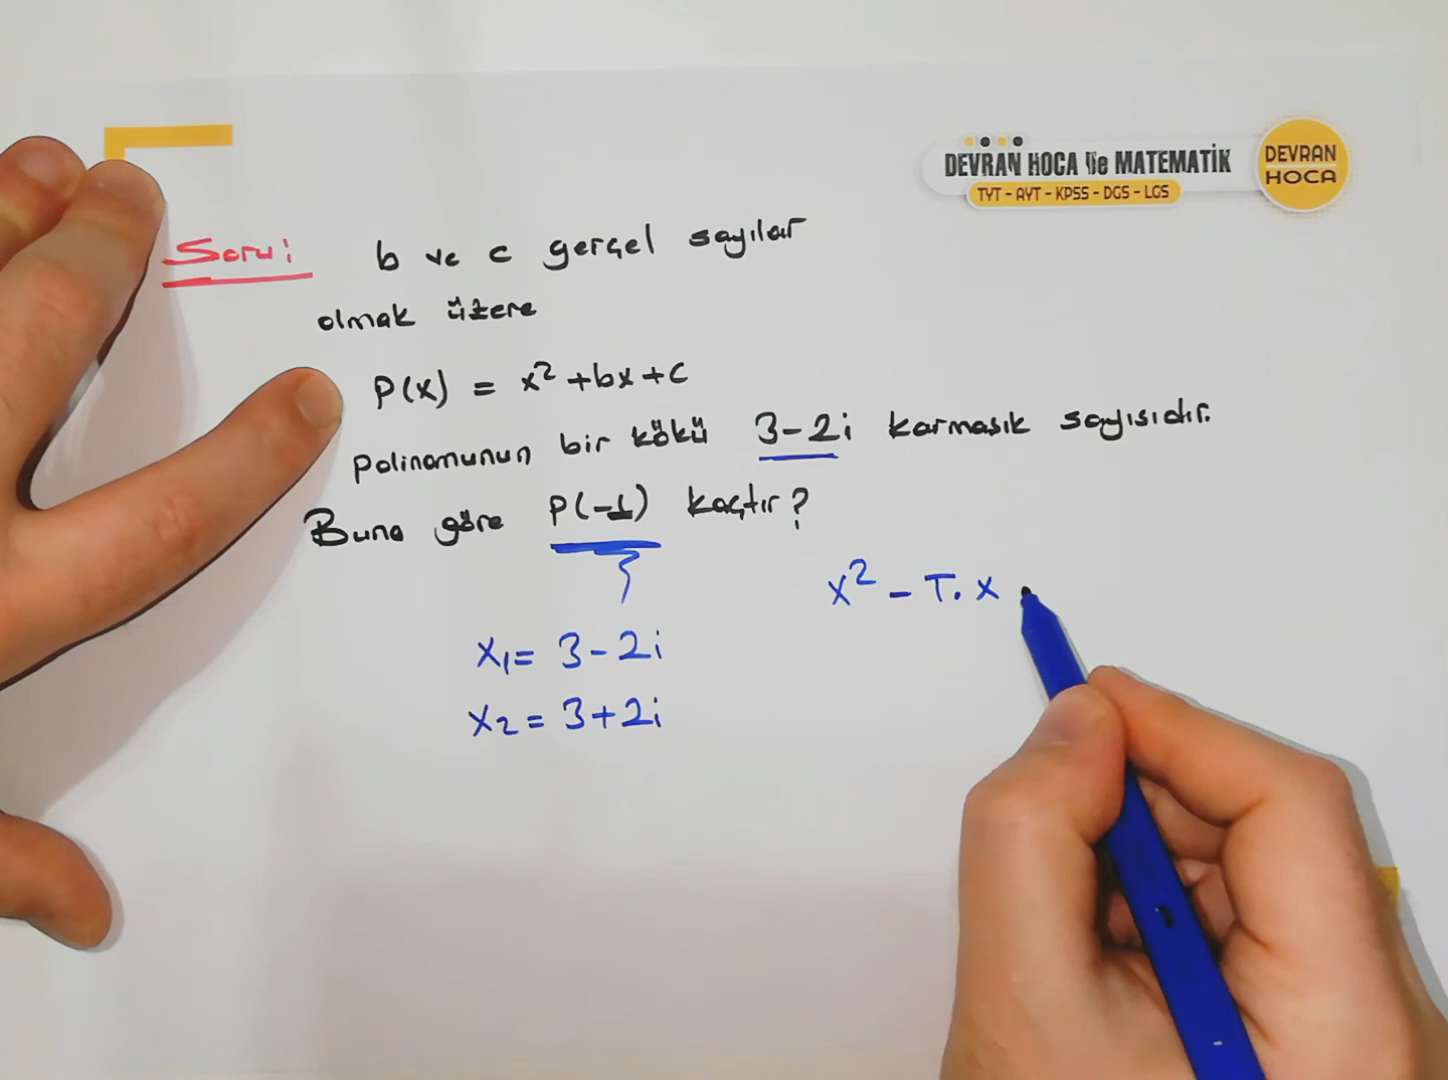 DEVRAN HOCA ile MATEMATİK
TYT - AYT - KPSS - DGS - LGS
DEVRAN
HOCA
Soru: b ve c gerçel sayılar
olmak üzere
P(x) = x² + bx + c
polinomunun bir kökü 3-2i karmaşık sayısıdır.
Buna göre P(-1) kaçtır?
x² - T. x
x₁ = 3 - 2i
x₂ = 3 + 2i